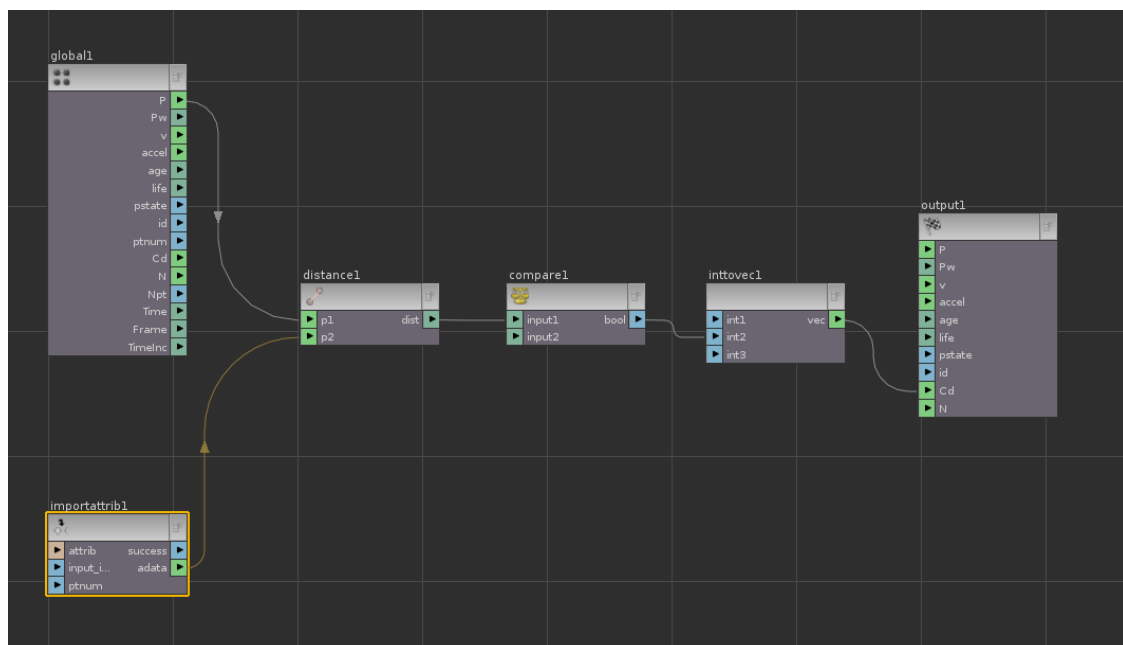 global1
P
Pw
v
accel
age
life
pstate
id
ptnum
Cd
N
Npt
Time
Frame
TimeInc
importattrib1
attrib success
input_i... adata
ptnum
distance1
p1 dist
p2
compare1
input1 bool
input2
inttovec1
int1 vec
int2
int3
output1
P
Pw
v
accel
age
life
pstate
id
Cd
N